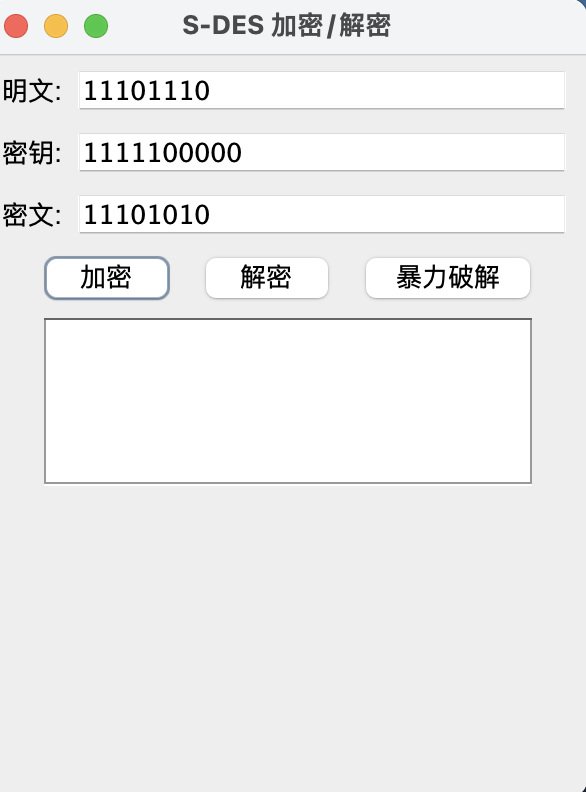 S-DES 加密/解密
明文: 11101110
密钥: 1111100000
密文: 11101010
加密 解密 暴力破解